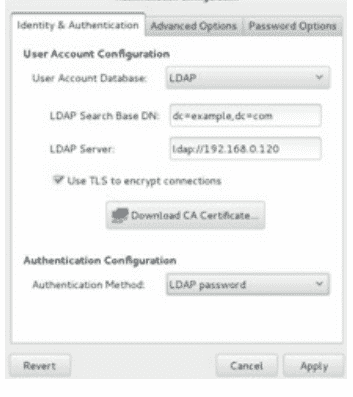 Identity & Authentication Advanced Options Password Options
User Account Configuration
User Account Database: LDAP
LDAP Search Base DN: dc=example,dc=com
LDAP Server: ldap://192.168.0.120
Use TLS to encrypt connections
Download CA Certificate...
Authentication Configuration
Authentication Method: LDAP password
Revert Cancel Apply